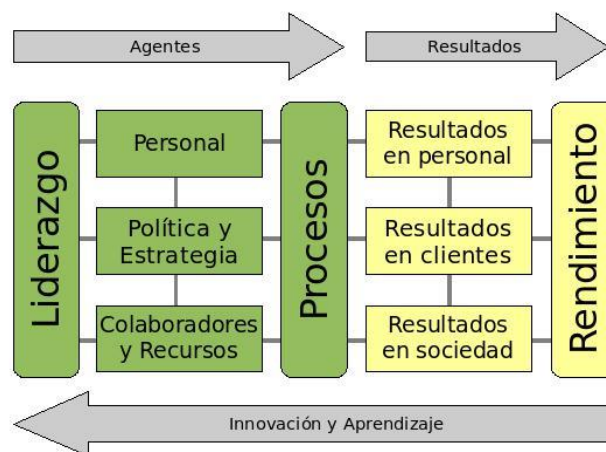 Agentes
Resultados
Liderazgo
Personal
Política y
Estrategia
Colaboradores
y Recursos
Procesos
Resultados
en personal
Resultados
en clientes
Resultados
en sociedad
Rendimiento
Innovación y Aprendizaje